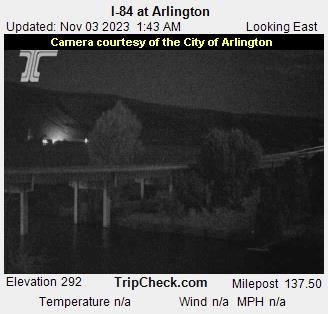 I-84 at Arlington
Updated: Nov 03 2023 1:43 AM Looking East
Camera courtesy of the City of Arlington
Elevation 292 TripCheck.com Milepost 137.50
Temperature n/a Wind n/a MPH n/a